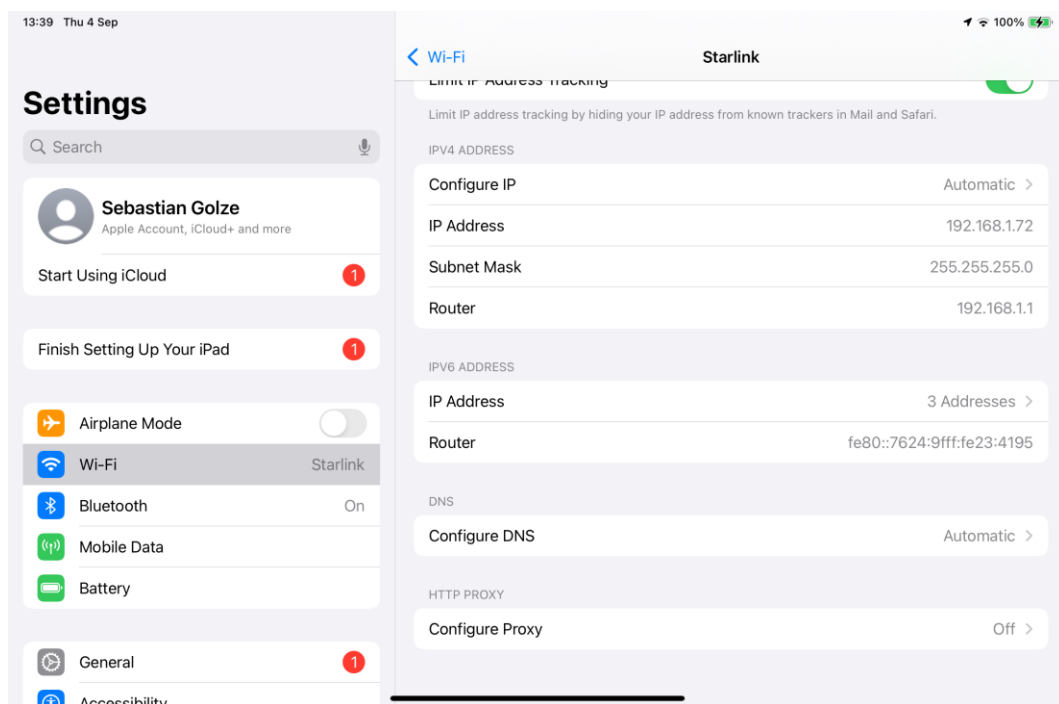 13:39 Thu 4 Sep
100%
Settings
Search
Sebastian Golze
Apple Account, iCloud+ and more
Start Using iCloud
1
Finish Setting Up Your iPad
1
Airplane Mode
Wi-Fi
Starlink
Bluetooth
On
Mobile Data
Battery
General
1
Accessibility
Wi-Fi
Starlink
Limit IP Address Tracking
Limit IP address tracking by hiding your IP address from known trackers in Mail and Safari.
IPV4 ADDRESS
Configure IP
Automatic
IP Address
192.168.1.72
Subnet Mask
255.255.255.0
Router
192.168.1.1
IPV6 ADDRESS
IP Address
3 Addresses
Router
fe80::7624:9fff:fe23:4195
DNS
Configure DNS
Automatic
HTTP PROXY
Configure Proxy
Off